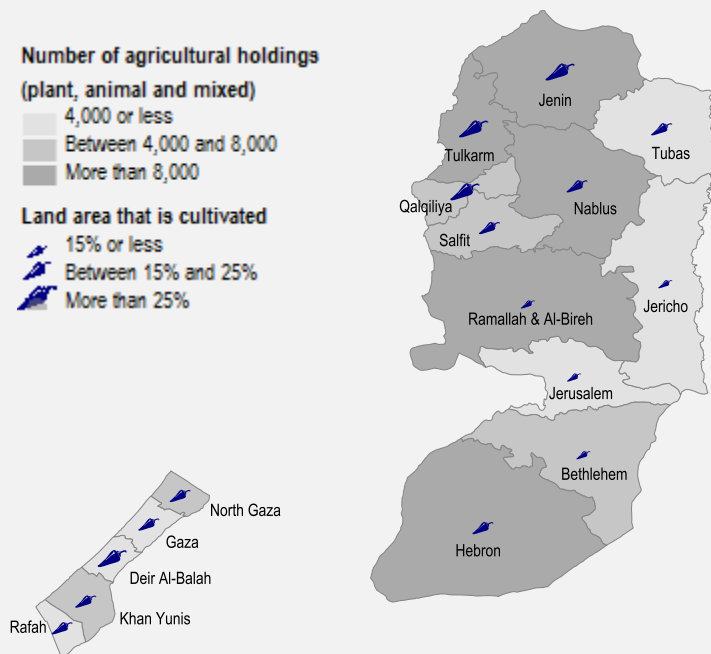 Number of agricultural holdings
(plant, animal and mixed)
4,000 or less
Between 4,000 and 8,000
More than 8,000
Land area that is cultivated
15% or less
Between 15% and 25%
More than 25%
Jenin
Tubas
Tulkarm
Qalqiliya
Nablus
Salfit
Jericho
Ramallah & Al-Bireh
Jerusalem
Bethlehem
Hebron
North Gaza
Gaza
Deir Al-Balah
Khan Yunis
Rafah